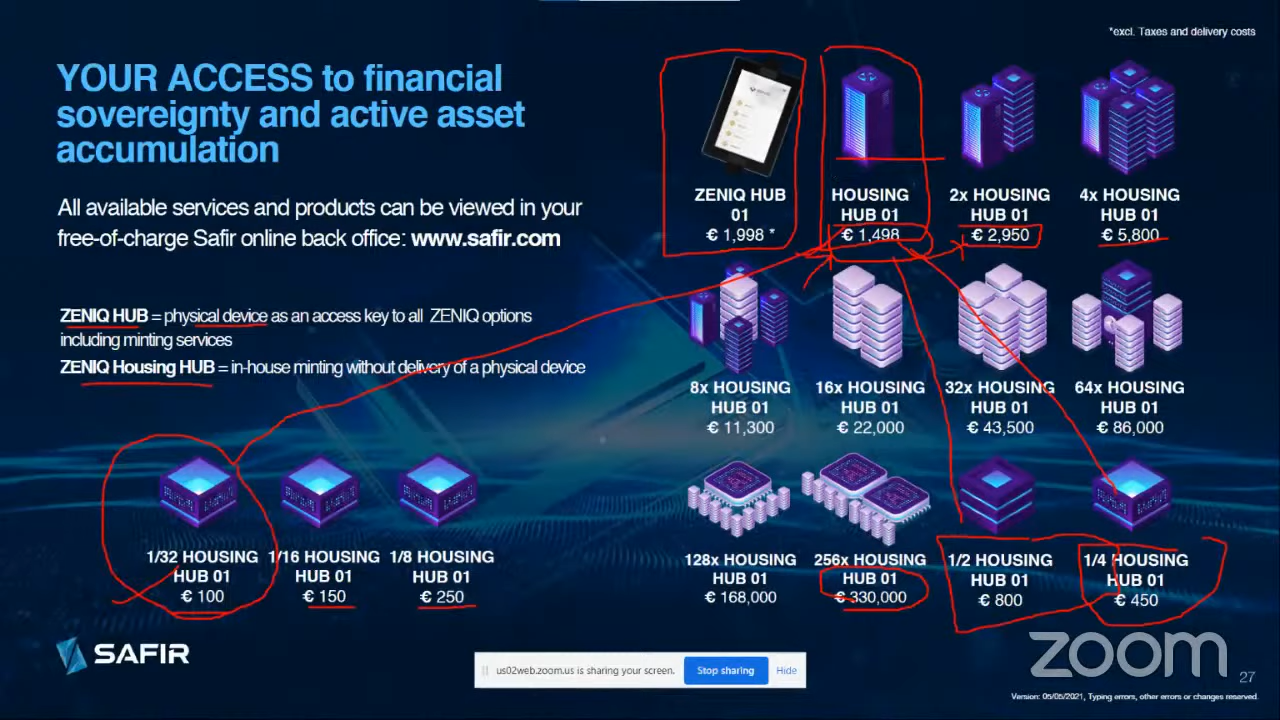 *excl. Taxes and delivery costs
YOUR ACCESS to financial
sovereignty and active asset
accumulation
All available services and products can be viewed in your
free-of-charge Safir online back office: www.safir.com
ZENIQ HUB = physical device as an access key to all ZENIQ options
including minting services
ZENIQ Housing HUB = in-house minting without delivery of a physical device
ZENIQ HUB
01
€ 1,998 *
HOUSING
HUB 01
€ 1,498
2x HOUSING
HUB 01
€ 2,950
4x HOUSING
HUB 01
€ 5,800
8x HOUSING
HUB 01
€ 11,300
16x HOUSING
HUB 01
€ 22,000
32x HOUSING
HUB 01
€ 43,500
64x HOUSING
HUB 01
€ 86,000
1/32 HOUSING
HUB 01
€ 100
1/16 HOUSING
HUB 01
€ 150
1/8 HOUSING
HUB 01
€ 250
128x HOUSING
HUB 01
€ 168,000
256x HOUSING
HUB 01
€ 330,000
1/2 HOUSING
HUB 01
€ 800
1/4 HOUSING
HUB 01
€ 450
SAFIR
us02web.zoom.us is sharing your screen.
Stop sharing
Hide
zoom
27
Version: 05/05/2021, Typing errors, other errors or changes reserved.